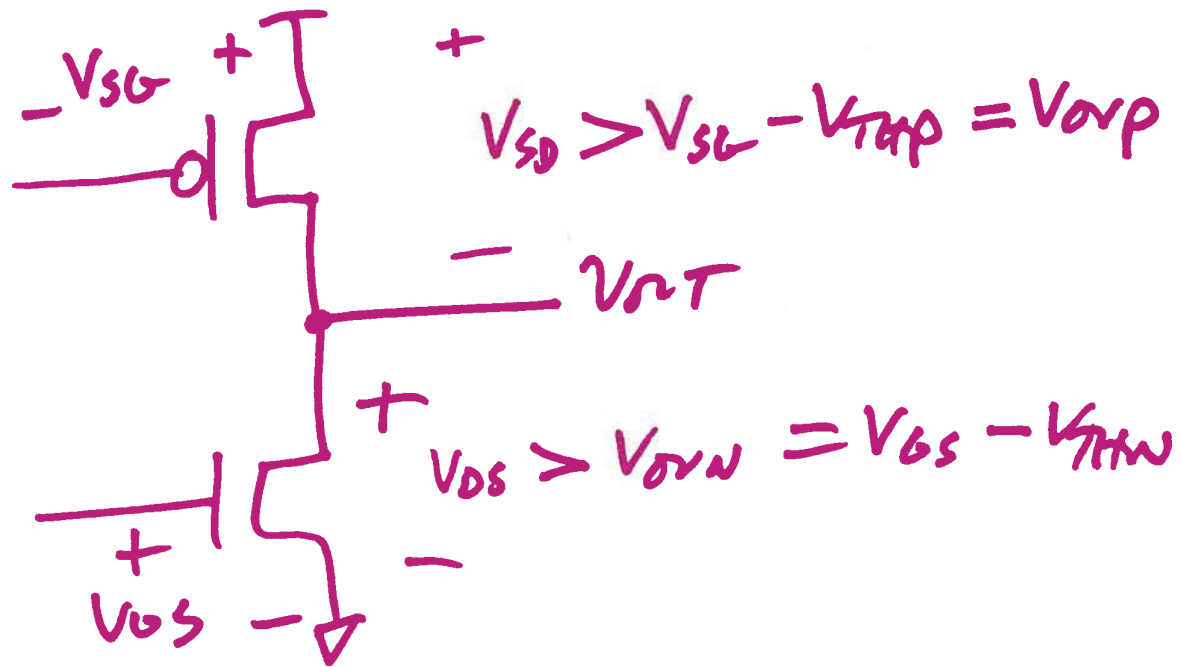 +
+
VSG
−
VSD > VSG − VTHP = VOVP
−
VOUT
+
VDS > VOVN = VGS − VTHN
+
−
VGS −